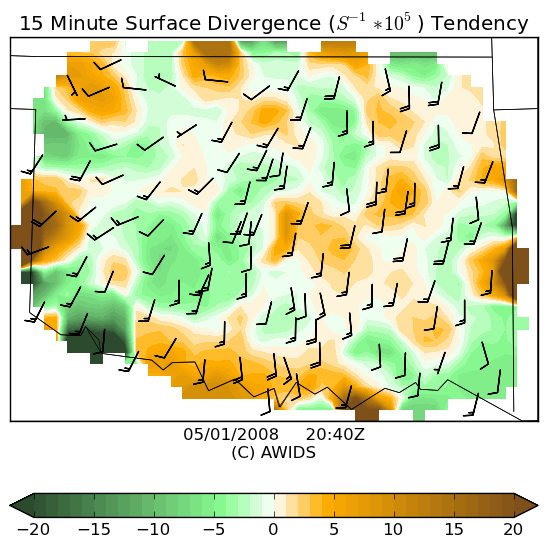 15 Minute Surface Divergence (S⁻¹ *10⁵ ) Tendency
05/01/2008 20:40Z
(C) AWIDS
−20 −15 −10 −5 0 5 10 15 20